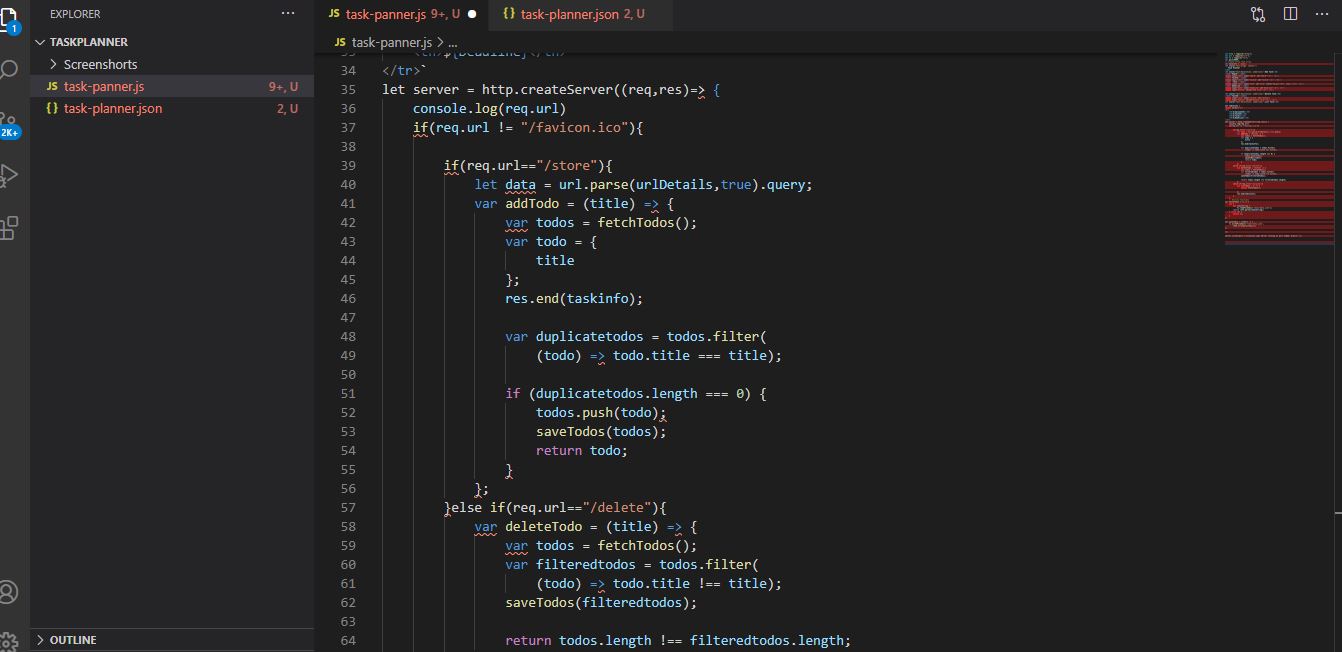 EXPLORER
JS task-panner.js 9+, U
{} task-planner.json 2, U
TASKPLANNER
JS task-panner.js > ...
Screenshorts
JS task-panner.js 9+, U
{} task-planner.json 2, U
1
2K+
OUTLINE
33 <th>${Deadline}</th>
34 </tr>`
35 let server = http.createServer((req,res)=> {
36 console.log(req.url)
37 if(req.url != "/favicon.ico"){
38
39 if(req.url=="/store"){
40 let data = url.parse(urlDetails,true).query;
41 var addTodo = (title) => {
42 var todos = fetchTodos();
43 var todo = {
44 title
45 };
46 res.end(taskinfo);
47
48 var duplicatetodos = todos.filter(
49 (todo) => todo.title === title);
50
51 if (duplicatetodos.length === 0) {
52 todos.push(todo);
53 saveTodos(todos);
54 return todo;
55 }
56 };
57 }else if(req.url=="/delete"){
58 var deleteTodo = (title) => {
59 var todos = fetchTodos();
60 var filteredtodos = todos.filter(
61 (todo) => todo.title !== title);
62 saveTodos(filteredtodos);
63
64 return todos.length !== filteredtodos.length;